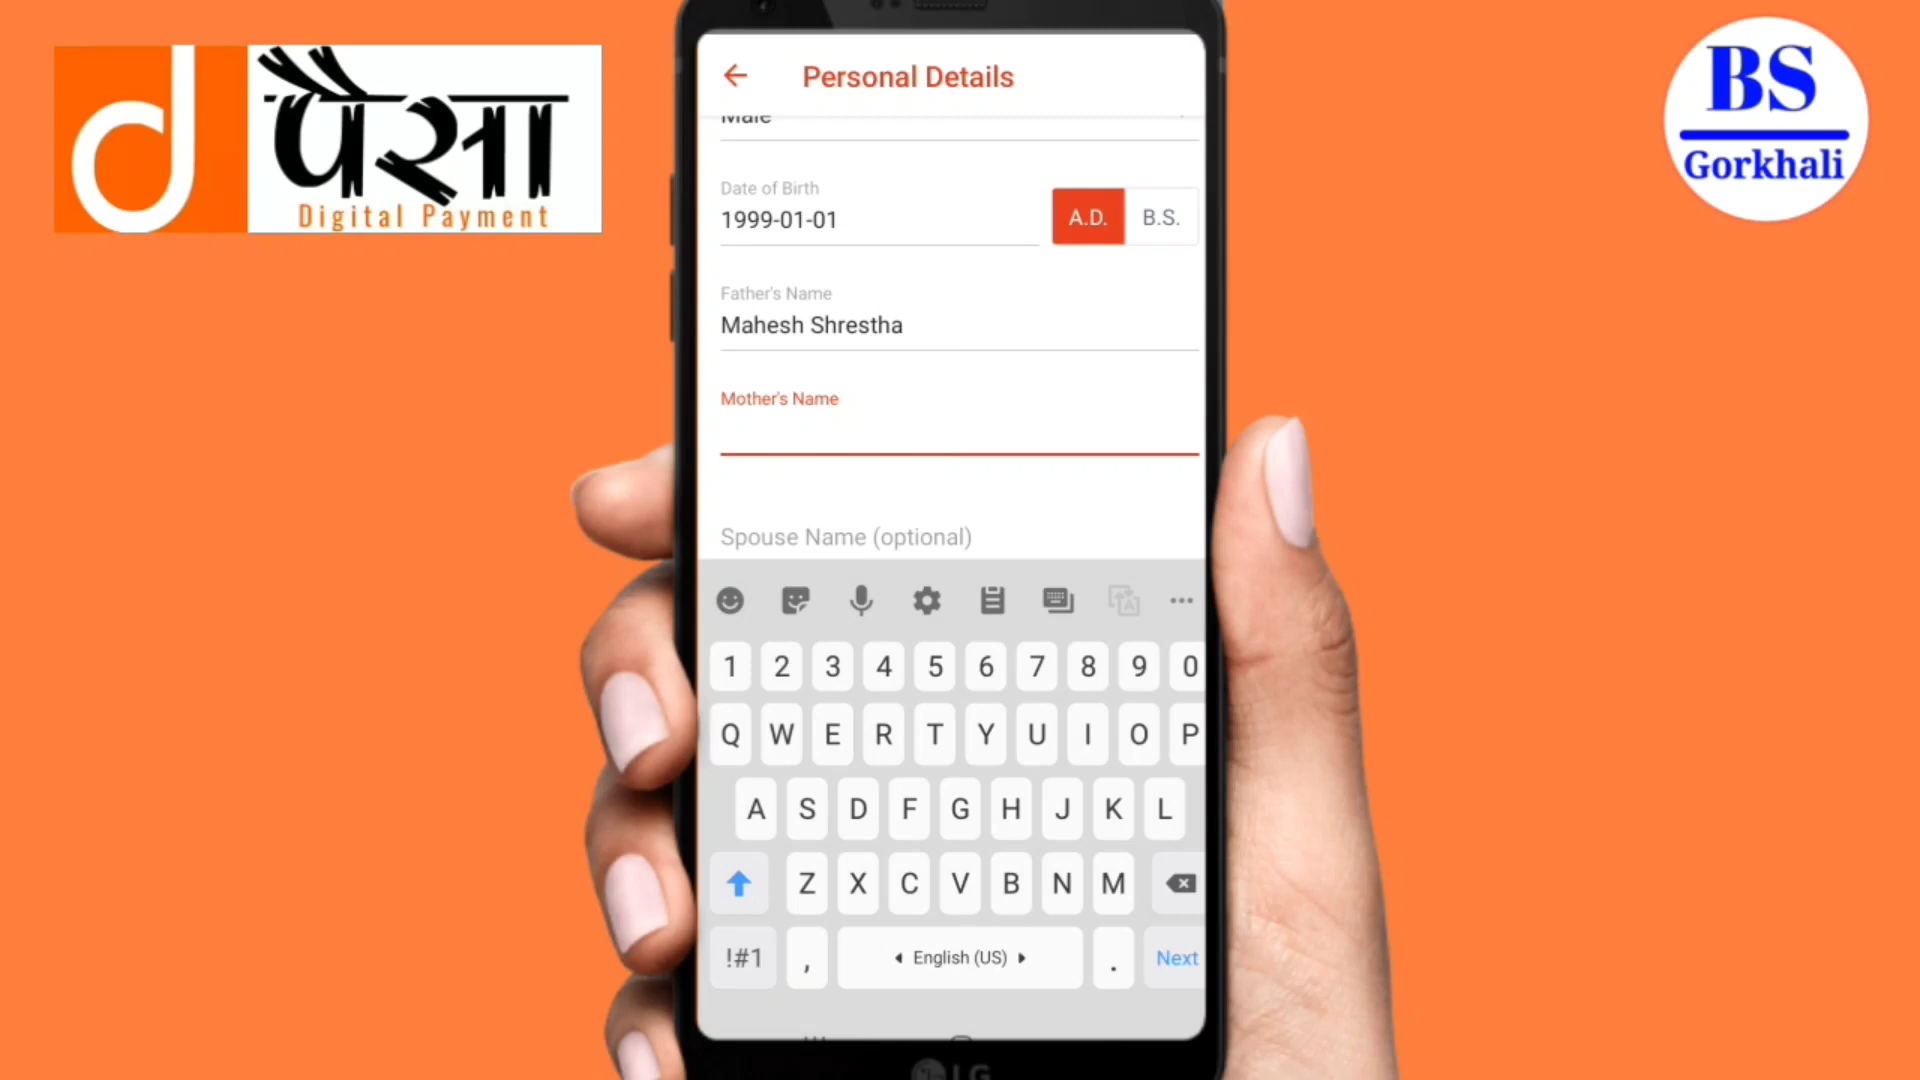 d पैसा
Digital Payment
BS
Gorkhali
Personal Details
Male
Date of Birth
1999-01-01
A.D.
B.S.
Father's Name
Mahesh Shrestha
Mother's Name
Spouse Name (optional)
1 2 3 4 5 6 7 8 9 0
Q W E R T Y U I O P
A S D F G H J K L
Z X C V B N M
!#1 , English (US) . Next
LG